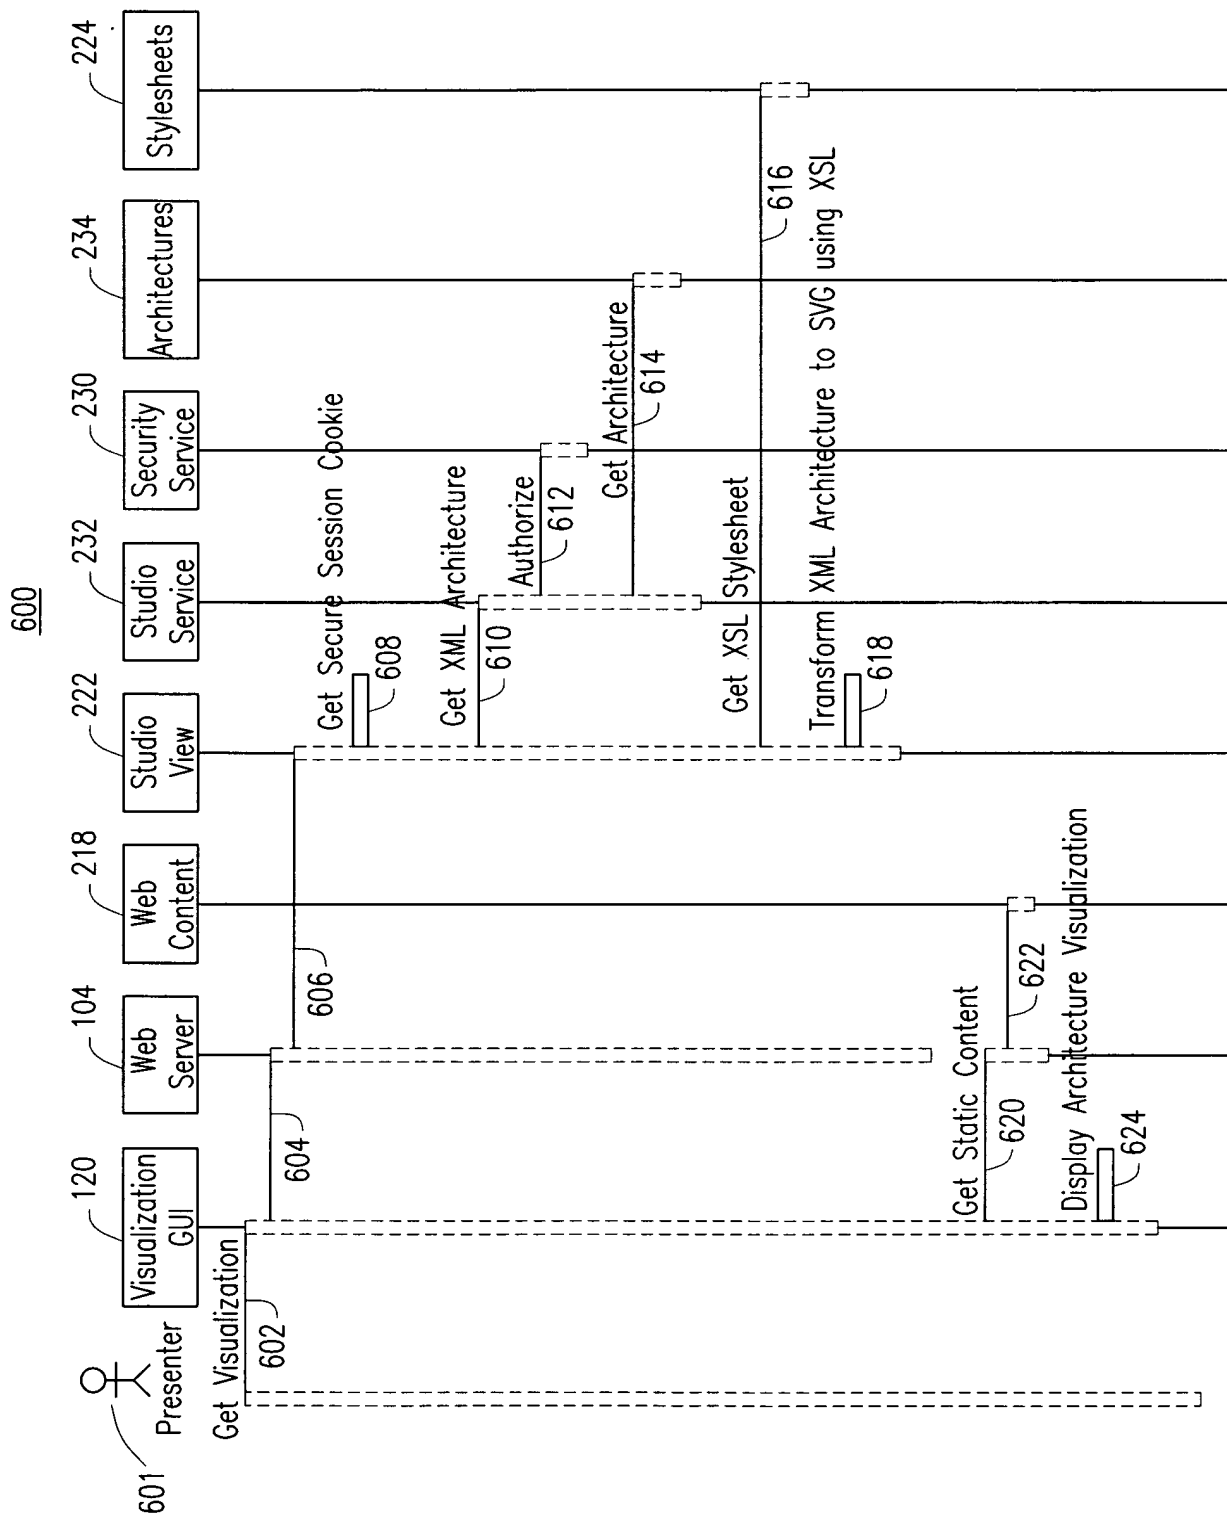 600
601
Presenter
120
Visualization
GUI
104
Web
Server
218
Web
Content
222
Studio
View
232
Studio
Service
230
Security
Service
234
Architectures
224
Stylesheets
Get Visualization
602
604
606
Get Secure Session Cookie
608
Get XML Architecture
610
Authorize
612
Get Architecture
614
Get XSL Stylesheet
616
Transform XML Architecture to SVG using XSL
618
Get Static Content
620
622
Display Architecture Visualization
624